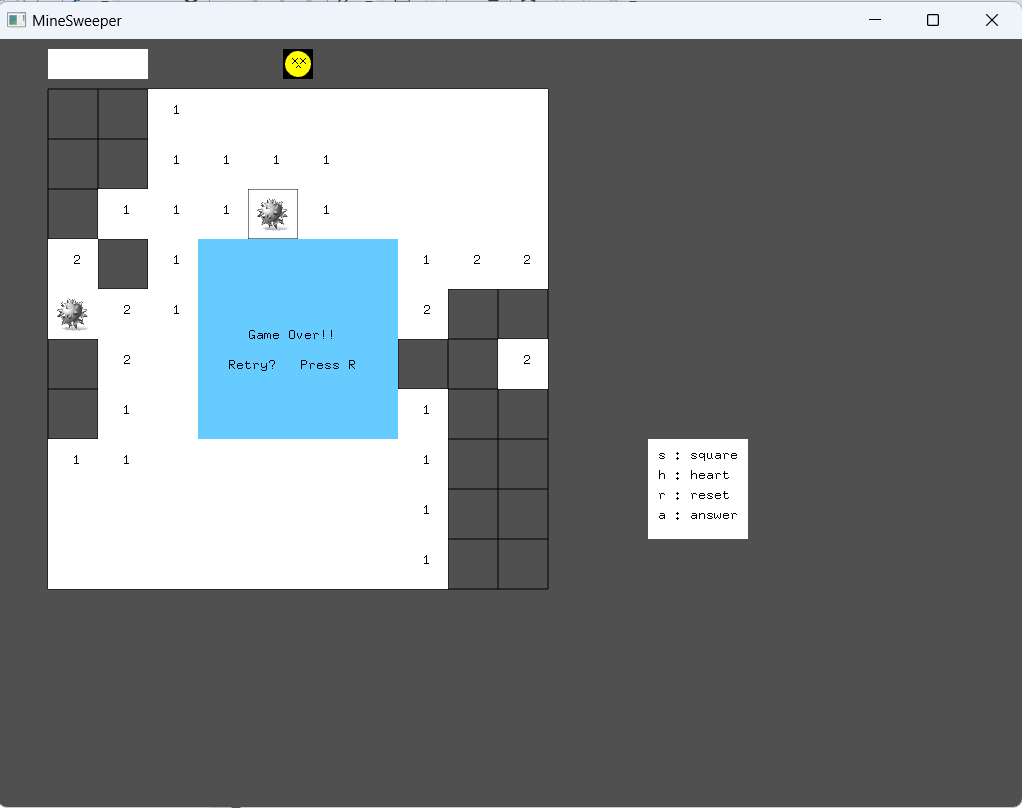 MineSweeper
1
1 1 1 1
1 1 1 1
2 1 1 2 2
2 1 2
2 2
1 1
1 1 1
1
1
Game Over!!
Retry? Press R
s : square
h : heart
r : reset
a : answer